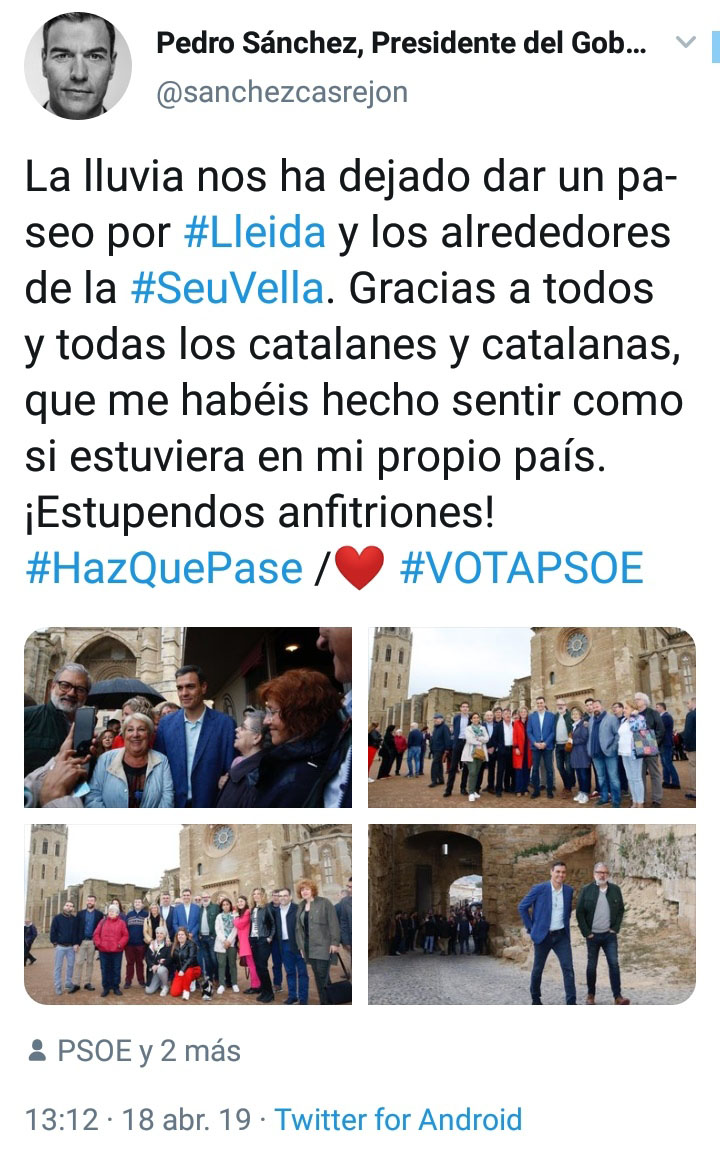 Pedro Sánchez, Presidente del Gob...
@sanchezcasrejon
La lluvia nos ha dejado dar un pa-
seo por #Lleida y los alrededores
de la #SeuVella. Gracias a todos
y todas los catalanes y catalanas,
que me habéis hecho sentir como
si estuviera en mi propio país.
¡Estupendos anfitriones!
#HazQuePase /❤️ #VOTAPSOE
PSOE y 2 más
13:12 · 18 abr. 19 · Twitter for Android